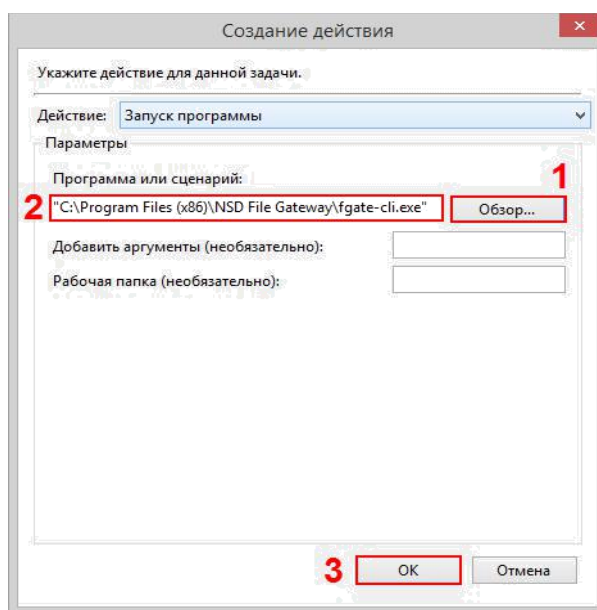 Создание действия
Укажите действие для данной задачи.
Действие: Запуск программы
Параметры
Программа или сценарий:
1
2 "C:\Program Files (x86)\NSD File Gateway\fgate-cli.exe" Обзор...
Добавить аргументы (необязательно):
Рабочая папка (необязательно):
3 OK Отмена